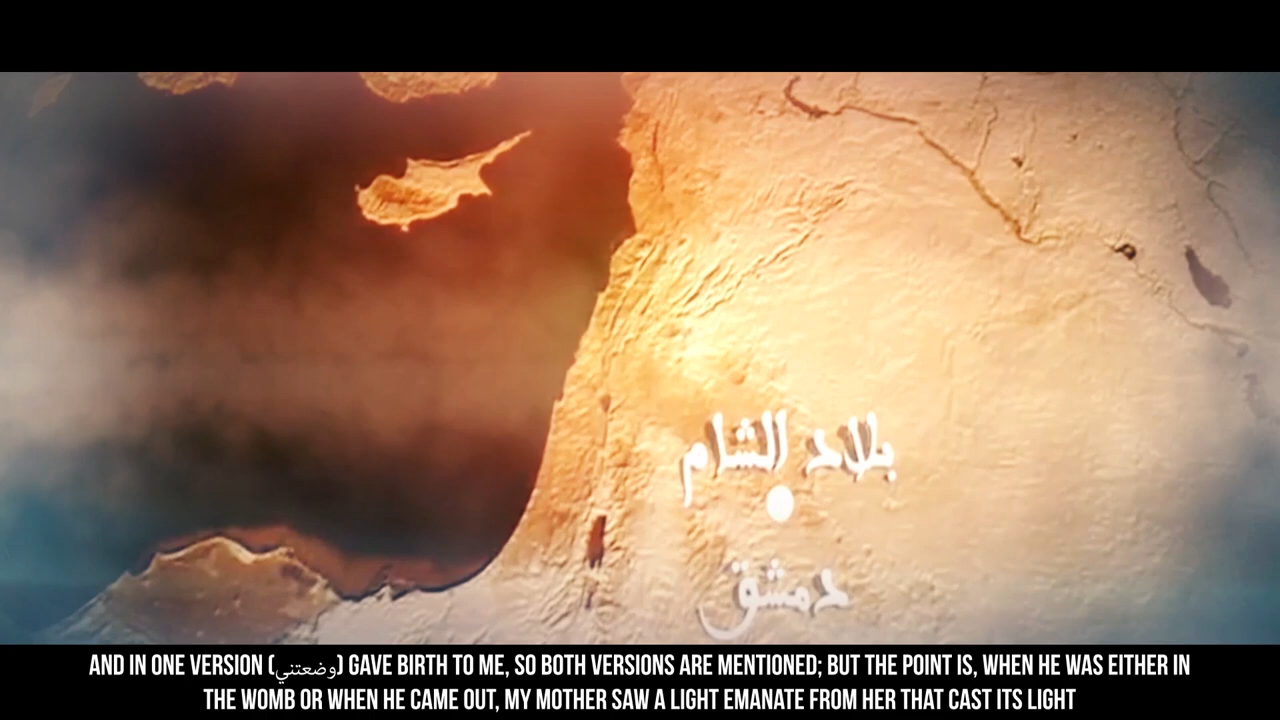 بلاد الشام
دمشق
AND IN ONE VERSION (وضعتني) GAVE BIRTH TO ME, SO BOTH VERSIONS ARE MENTIONED; BUT THE POINT IS, WHEN HE WAS EITHER IN
THE WOMB OR WHEN HE CAME OUT, MY MOTHER SAW A LIGHT EMANATE FROM HER THAT CAST ITS LIGHT